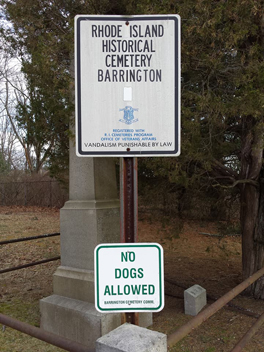 RHODE ISLAND
HISTORICAL
CEMETERY
BARRINGTON
REGISTERED WITH
R I CEMETERIES PROGRAM
OFFICE OF VETERANS AFFAIRS
VANDALISM PUNISHABLE BY LAW
NO
DOGS
ALLOWED
BARRINGTON CEMETERY COMM.